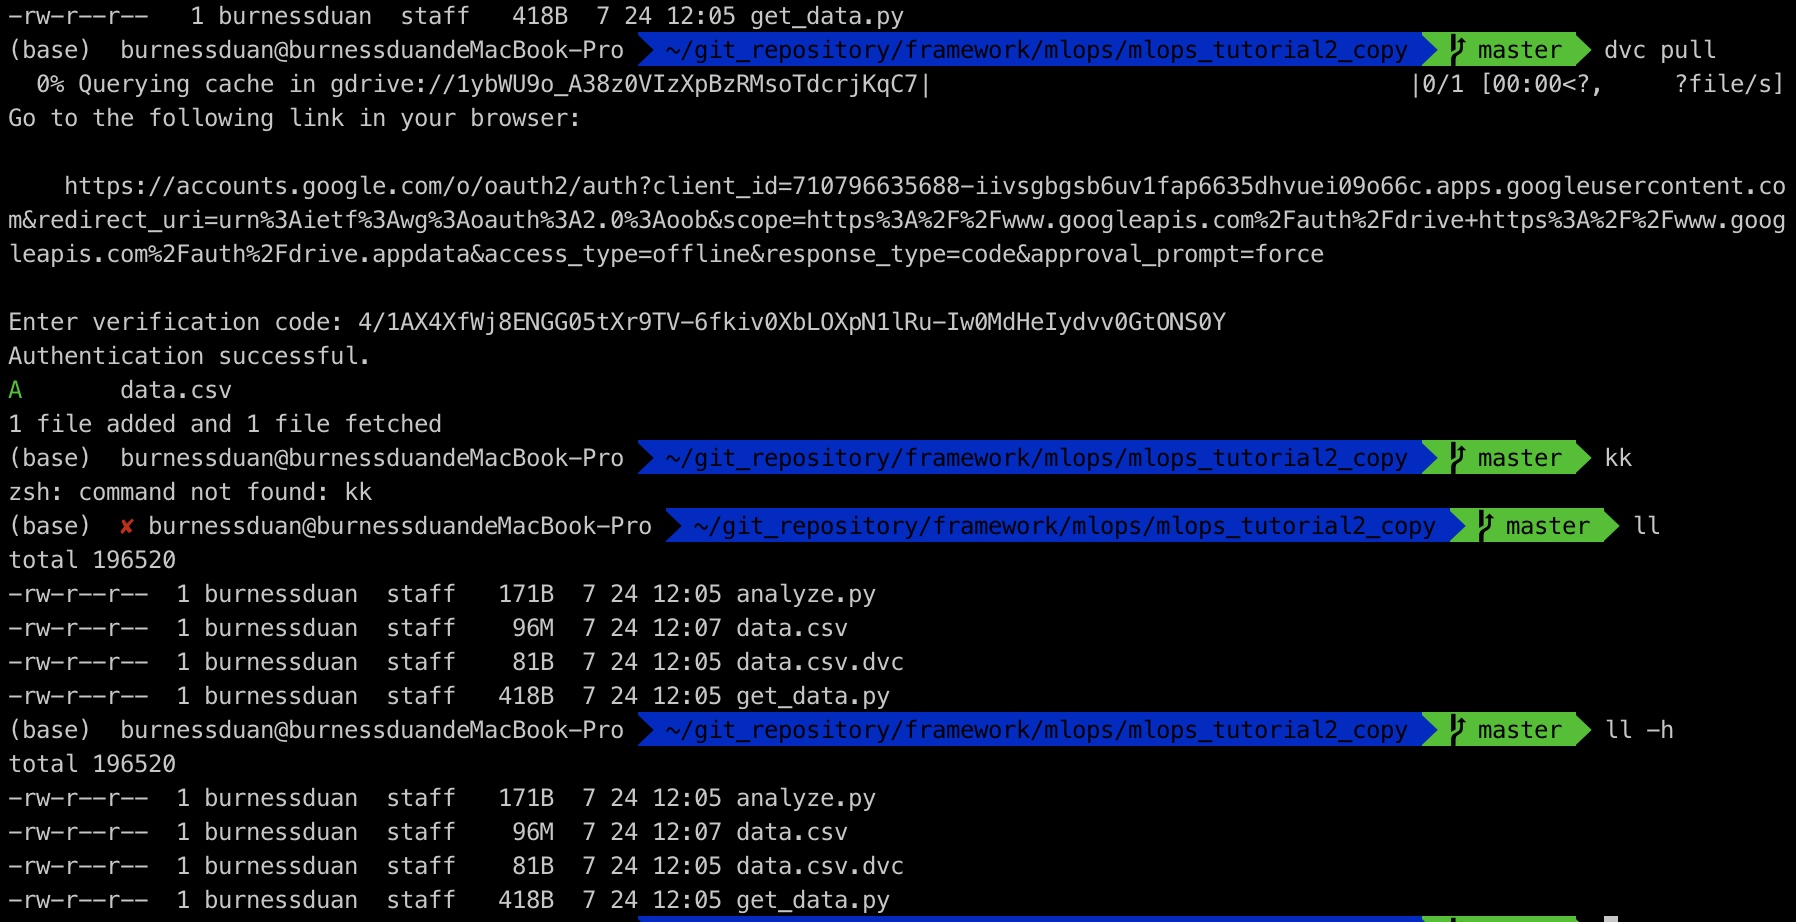 -rw-r--r--   1 burnessduan  staff   418B  7 24 12:05 get_data.py
(base)  burnessduan@burnessduandeMacBook-Pro  ~/git_repository/framework/mlops/mlops_tutorial2_copy  master  dvc pull
  0% Querying cache in gdrive://1ybWU9o_A38z0VIzXpBzRMsoTdcrjKqC7|                                  |0/1 [00:00<?,     ?file/s]
Go to the following link in your browser:
    https://accounts.google.com/o/oauth2/auth?client_id=710796635688-iivsgbgsb6uv1fap6635dhvuei09o66c.apps.googleusercontent.co
m&redirect_uri=urn%3Aietf%3Awg%3Aoauth%3A2.0%3Aoob&scope=https%3A%2F%2Fwww.googleapis.com%2Fauth%2Fdrive+https%3A%2F%2Fwww.goog
leapis.com%2Fauth%2Fdrive.appdata&access_type=offline&response_type=code&approval_prompt=force
Enter verification code: 4/1AX4XfWj8ENGG05tXr9TV-6fkiv0XbLOXpN1lRu-Iw0MdHeIydvv0GtONS0Y
Authentication successful.
A       data.csv
1 file added and 1 file fetched
(base)  burnessduan@burnessduandeMacBook-Pro  ~/git_repository/framework/mlops/mlops_tutorial2_copy  master  kk
zsh: command not found: kk
(base)  ✘ burnessduan@burnessduandeMacBook-Pro  ~/git_repository/framework/mlops/mlops_tutorial2_copy  master  ll
total 196520
-rw-r--r--  1 burnessduan  staff   171B  7 24 12:05 analyze.py
-rw-r--r--  1 burnessduan  staff    96M  7 24 12:07 data.csv
-rw-r--r--  1 burnessduan  staff    81B  7 24 12:05 data.csv.dvc
-rw-r--r--  1 burnessduan  staff   418B  7 24 12:05 get_data.py
(base)  burnessduan@burnessduandeMacBook-Pro  ~/git_repository/framework/mlops/mlops_tutorial2_copy  master  ll -h
total 196520
-rw-r--r--  1 burnessduan  staff   171B  7 24 12:05 analyze.py
-rw-r--r--  1 burnessduan  staff    96M  7 24 12:07 data.csv
-rw-r--r--  1 burnessduan  staff    81B  7 24 12:05 data.csv.dvc
-rw-r--r--  1 burnessduan  staff   418B  7 24 12:05 get_data.py